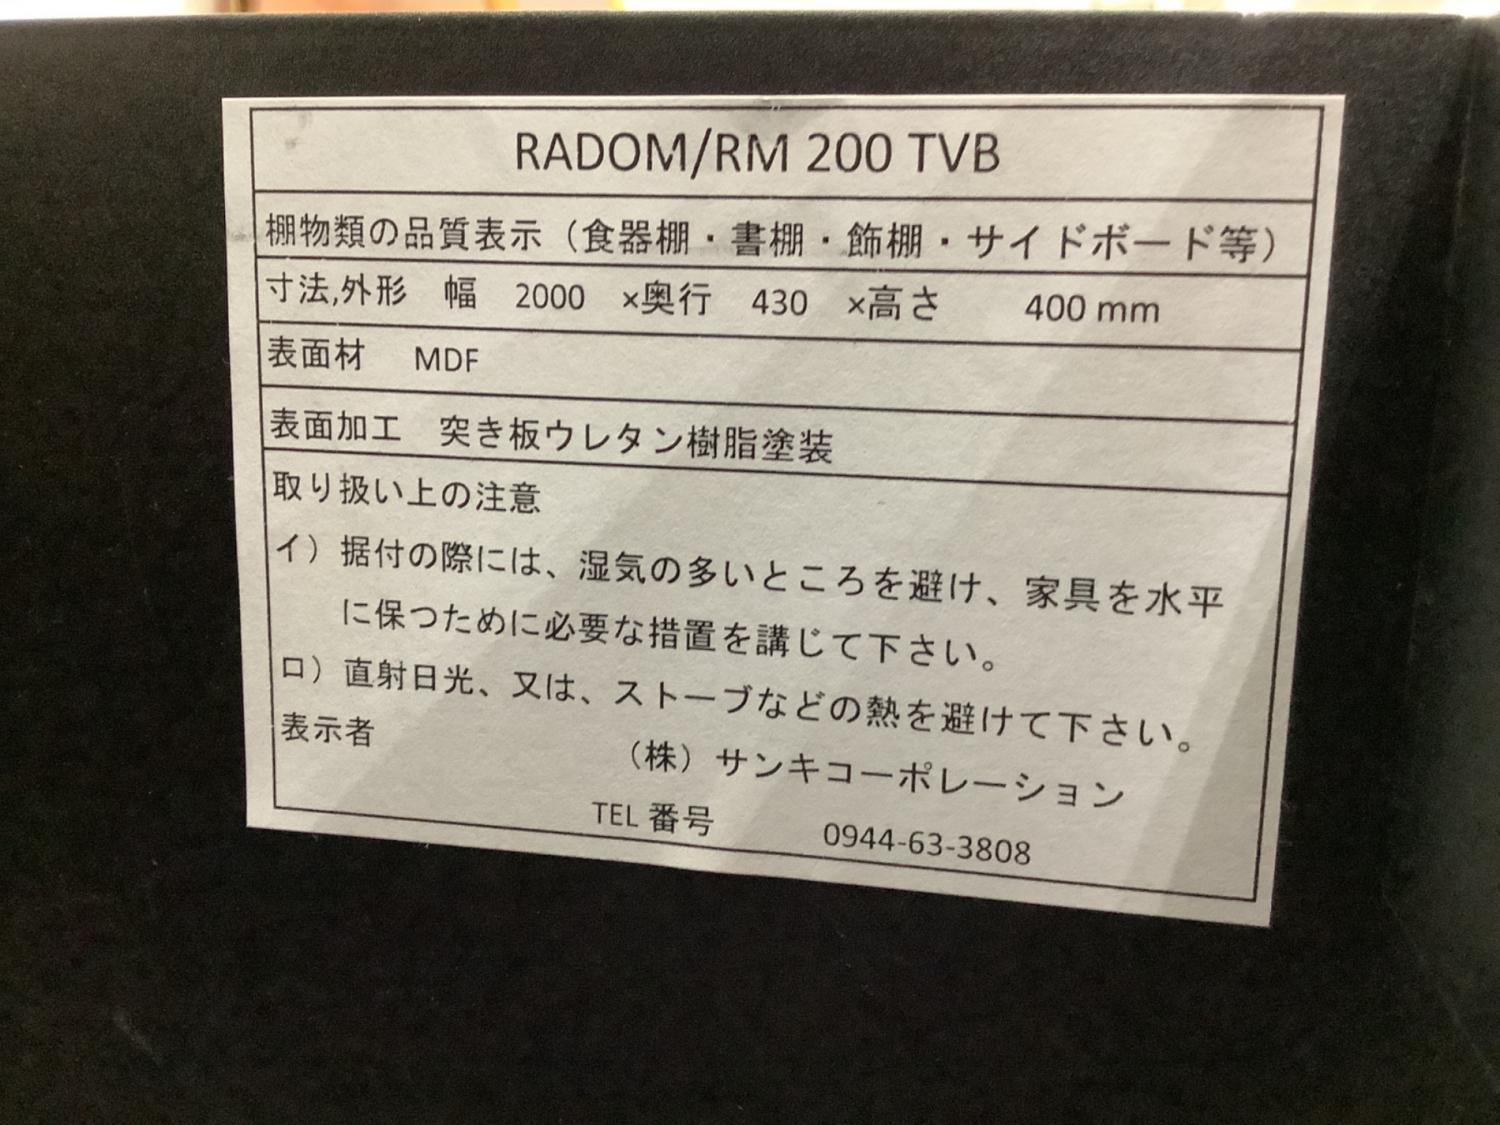 RADOM/RM 200 TVB
棚物類の品質表示（食器棚・書棚・飾棚・サイドボード等）
寸法,外形 幅 2000 ×奥行 430 ×高さ 400 mm
表面材 MDF
表面加工 突き板ウレタン樹脂塗装
取り扱い上の注意
イ）据付の際には、湿気の多いところを避け、家具を水平
に保つために必要な措置を講じて下さい。
ロ）直射日光、又は、ストーブなどの熱を避けて下さい。
表示者
（株）サンキコーポレーション
TEL 番号 0944-63-3808